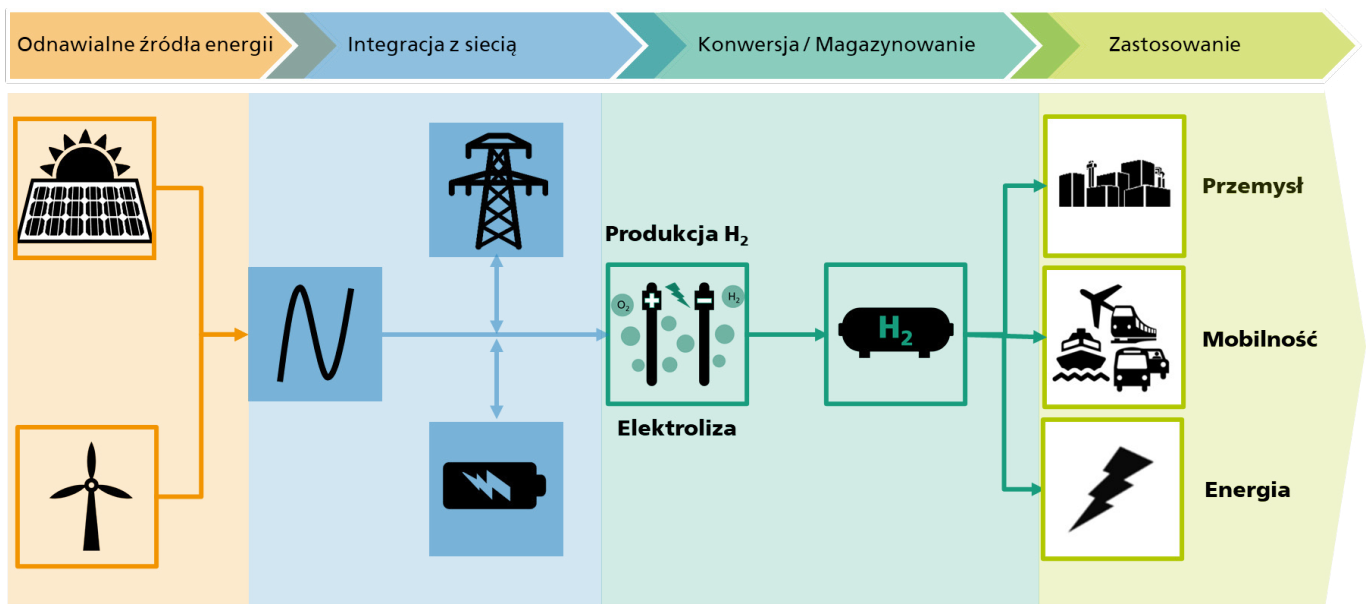 Odnawialne źródła energii
Integracja z siecią
Konwersja / Magazynowanie
Zastosowanie
Produkcja H₂
O₂
H₂
Elektroliza
H₂
Przemysł
Mobilność
Energia